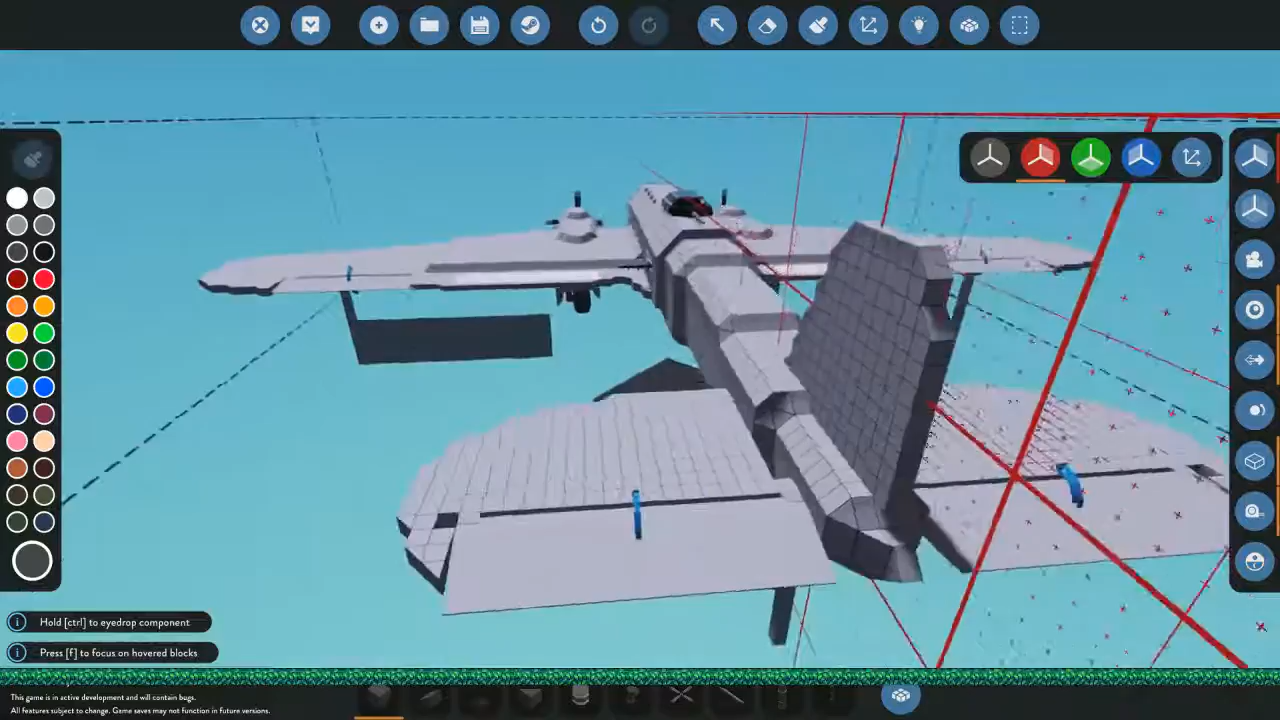 Hold [ctrl] to eyedrop component
Press [f] to focus on hovered blocks
This game is in active development and will contain bugs.
All features subject to change. Game saves may not function in future versions.